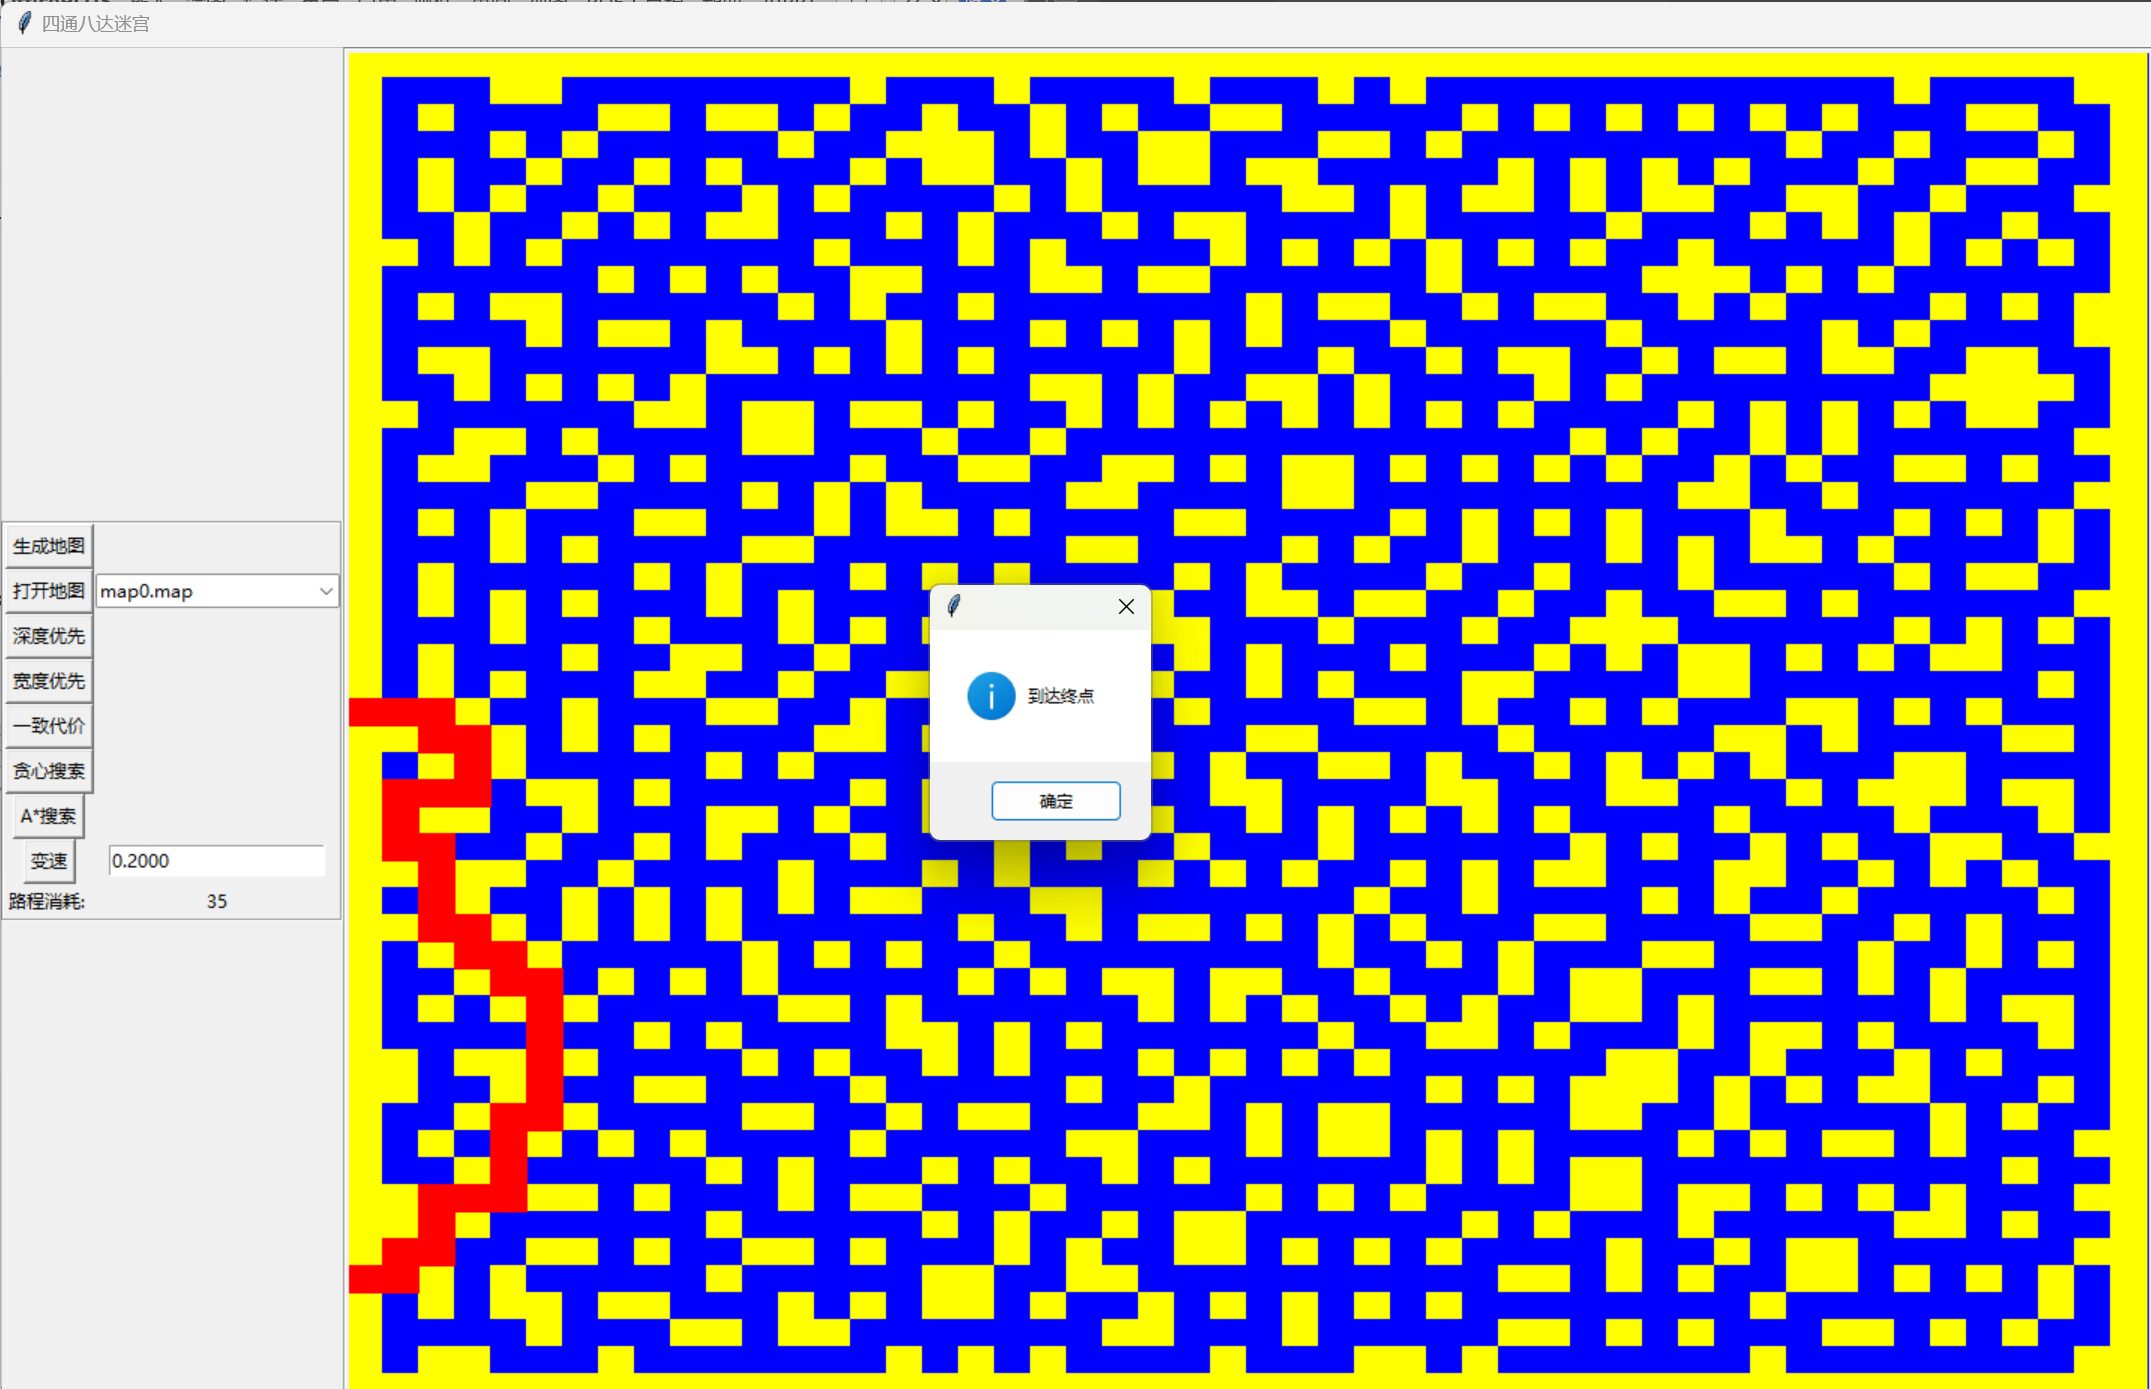 四通八达迷宫
生成地图
打开地图 map0.map
深度优先
宽度优先
一致代价
贪心搜索
A*搜索
变速 0.2000
路程消耗: 35
到达终点
确定